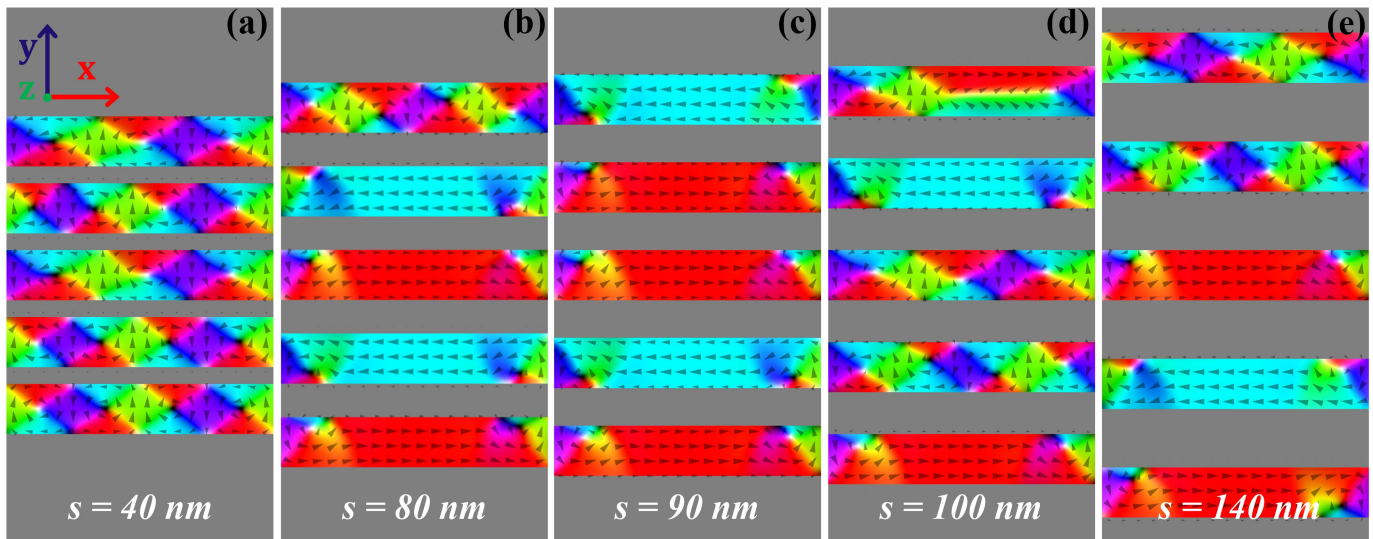 (a)
(b)
(c)
(d)
(e)
y
x
z
s = 40 nm
s = 80 nm
s = 90 nm
s = 100 nm
s = 140 nm